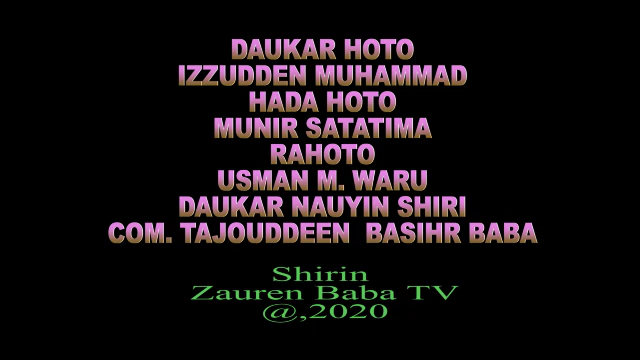 DAUKAR HOTO
IZZUDDEN MUHAMMAD
HADA HOTO
MUNIR SATATIMA
RAHOTO
USMAN M. WARU
DAUKAR NAUYIN SHIRI
COM. TAJOUDDEEN BASIHR BABA
Shirin
Zauren Baba TV
@,2020